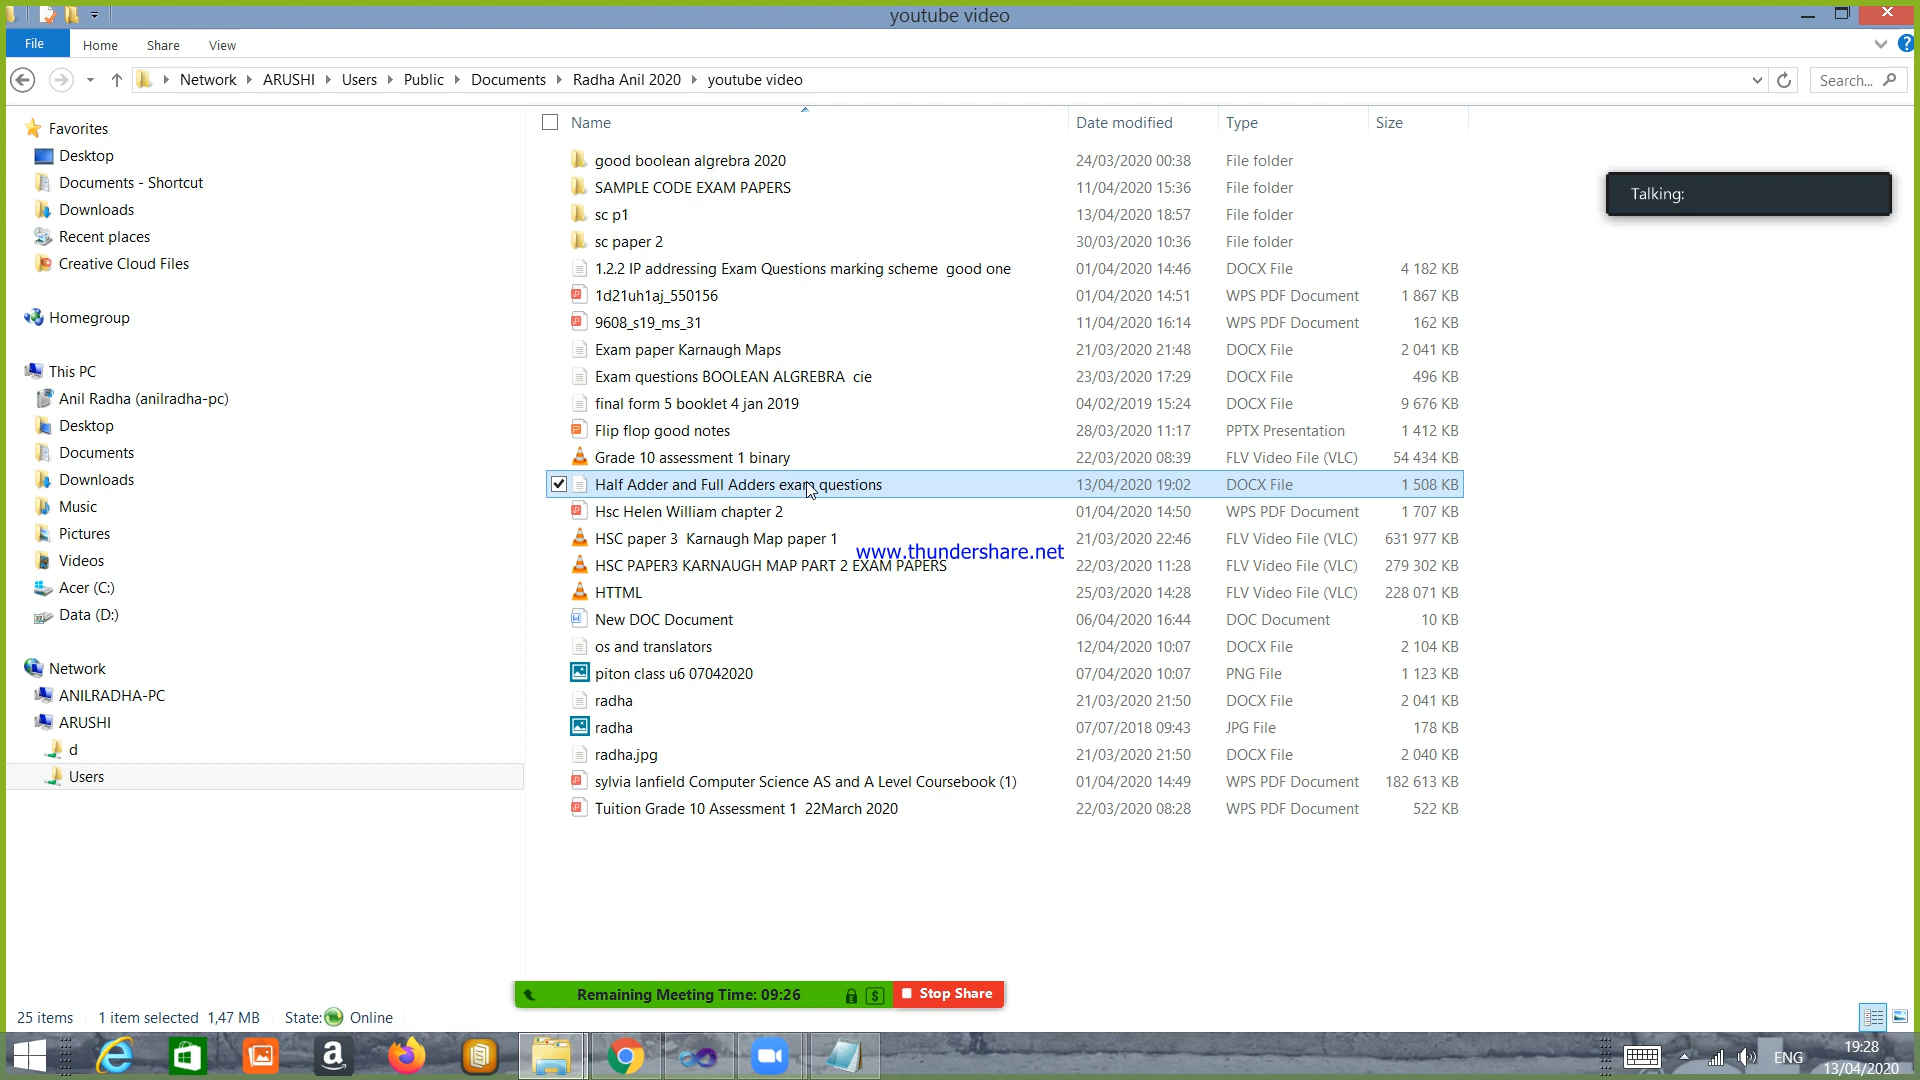 youtube video
File Home Share View
Network ARUSHI Users Public Documents Radha Anil 2020 youtube video Search...
Name Date modified Type Size
good boolean algrebra 2020 24/03/2020 00:38 File folder
SAMPLE CODE EXAM PAPERS 11/04/2020 15:36 File folder
sc p1 13/04/2020 18:57 File folder
sc paper 2 30/03/2020 10:36 File folder
1.2.2 IP addressing Exam Questions marking scheme good one 01/04/2020 14:46 DOCX File 4 182 KB
1d21uh1aj_550156 01/04/2020 14:51 WPS PDF Document 1 867 KB
9608_s19_ms_31 11/04/2020 16:14 WPS PDF Document 162 KB
Exam paper Karnaugh Maps 21/03/2020 21:48 DOCX File 2 041 KB
Exam questions BOOLEAN ALGREBRA cie 23/03/2020 17:29 DOCX File 496 KB
final form 5 booklet 4 jan 2019 04/02/2019 15:24 DOCX File 9 676 KB
Flip flop good notes 28/03/2020 11:17 PPTX Presentation 1 412 KB
Grade 10 assessment 1 binary 22/03/2020 08:39 FLV Video File (VLC) 54 434 KB
Half Adder and Full Adders exam questions 13/04/2020 19:02 DOCX File 1 508 KB
Hsc Helen William chapter 2 01/04/2020 14:50 WPS PDF Document 1 707 KB
HSC paper 3 Karnaugh Map paper 1 21/03/2020 22:46 FLV Video File (VLC) 631 977 KB
www.thundershare.net
HSC PAPER3 KARNAUGH MAP PART 2 EXAM PAPERS 22/03/2020 11:28 FLV Video File (VLC) 279 302 KB
HTTML 25/03/2020 14:28 FLV Video File (VLC) 228 071 KB
New DOC Document 06/04/2020 16:44 DOC Document 10 KB
os and translators 12/04/2020 10:07 DOCX File 2 104 KB
piton class u6 07042020 07/04/2020 10:07 PNG File 1 123 KB
radha 21/03/2020 21:50 DOCX File 2 041 KB
radha 07/07/2018 09:43 JPG File 178 KB
radha.jpg 21/03/2020 21:50 DOCX File 2 040 KB
sylvia lanfield Computer Science AS and A Level Coursebook (1) 01/04/2020 14:49 WPS PDF Document 182 613 KB
Tuition Grade 10 Assessment 1 22March 2020 22/03/2020 08:28 WPS PDF Document 522 KB
Favorites
Desktop
Documents - Shortcut
Downloads
Recent places
Creative Cloud Files
Homegroup
This PC
Anil Radha (anilradha-pc)
Desktop
Documents
Downloads
Music
Pictures
Videos
Acer (C:)
Data (D:)
Network
ANILRADHA-PC
ARUSHI
d
Users
Talking:
Remaining Meeting Time: 09:26 Stop Share
25 items 1 item selected 1,47 MB State: Online
ENG
19:28
13/04/2020